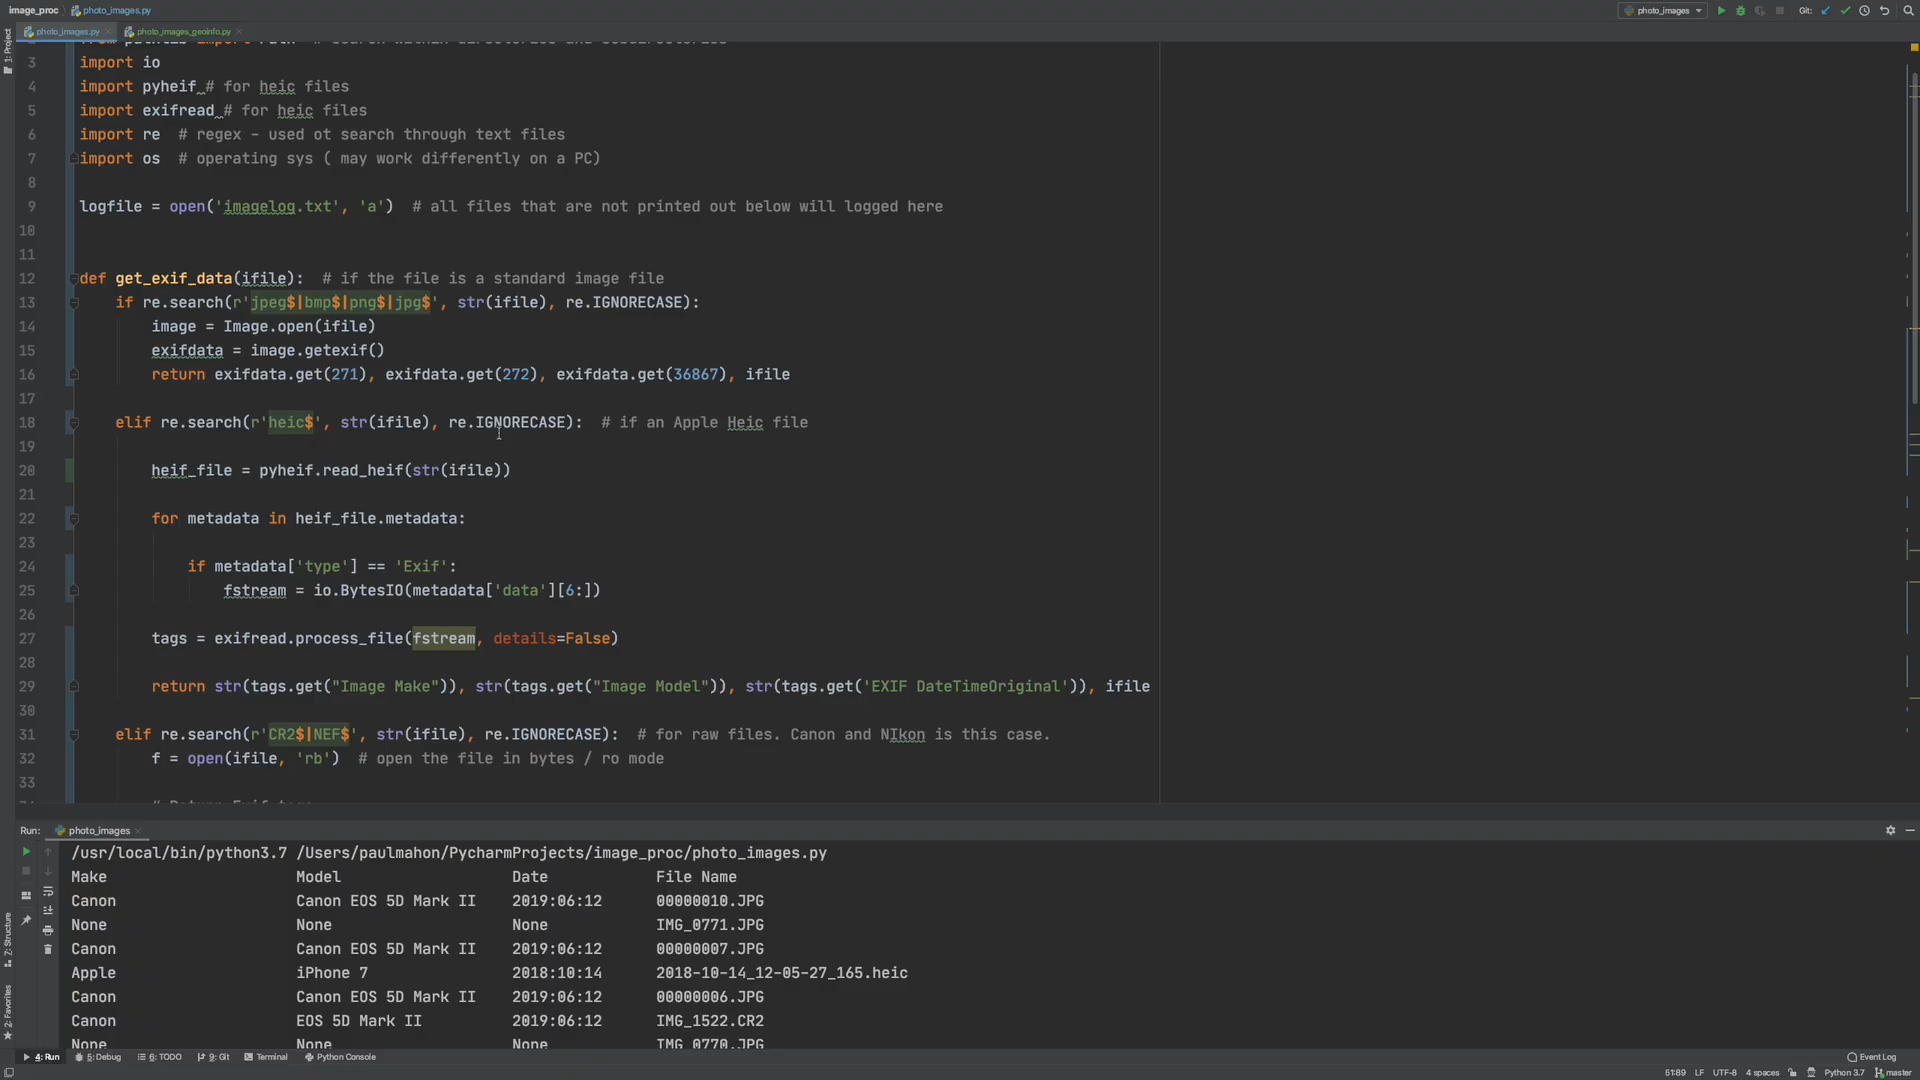 image_proc photo_images.py photo_images Git:
photo_images.py photo_images_geoinfo.py
1: Project
3 import io
4 import pyheif # for heic files
5 import exifread # for heic files
6 import re # regex - used ot search through text files
7 import os # operating sys ( may work differently on a PC)
8
9 logfile = open('imagelog.txt', 'a') # all files that are not printed out below will logged here
10
11
12 def get_exif_data(ifile): # if the file is a standard image file
13 if re.search(r'jpeg$|bmp$|png$|jpg$', str(ifile), re.IGNORECASE):
14 image = Image.open(ifile)
15 exifdata = image.getexif()
16 return exifdata.get(271), exifdata.get(272), exifdata.get(36867), ifile
17
18 elif re.search(r'heic$', str(ifile), re.IGNORECASE): # if an Apple Heic file
19
20 heif_file = pyheif.read_heif(str(ifile))
21
22 for metadata in heif_file.metadata:
23
24 if metadata['type'] == 'Exif':
25 fstream = io.BytesIO(metadata['data'][6:])
26
27 tags = exifread.process_file(fstream, details=False)
28
29 return str(tags.get("Image Make")), str(tags.get("Image Model")), str(tags.get('EXIF DateTimeOriginal')), ifile
30
31 elif re.search(r'CR2$|NEF$', str(ifile), re.IGNORECASE): # for raw files. Canon and NIkon is this case.
32 f = open(ifile, 'rb') # open the file in bytes / ro mode
33
Run: photo_images
/usr/local/bin/python3.7 /Users/paulmahon/PycharmProjects/image_proc/photo_images.py
Make Model Date File Name
Canon Canon EOS 5D Mark II 2019:06:12 00000010.JPG
None None None IMG_0771.JPG
Canon Canon EOS 5D Mark II 2019:06:12 00000007.JPG
Apple iPhone 7 2018:10:14 2018-10-14_12-05-27_165.heic
Canon Canon EOS 5D Mark II 2019:06:12 00000006.JPG
Canon EOS 5D Mark II 2019:06:12 IMG_1522.CR2
None None None IMG_0770.JPG
Z: Structure
2: Favorites
4: Run 5: Debug 6: TODO 9: Git Terminal Python Console Event Log
51:89 LF UTF-8 4 spaces Python 3.7 master